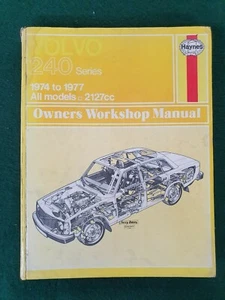 VOLVO
Haynes
240 Series
1974 to 1977
All models □ 2127cc
Owners Workshop Manual